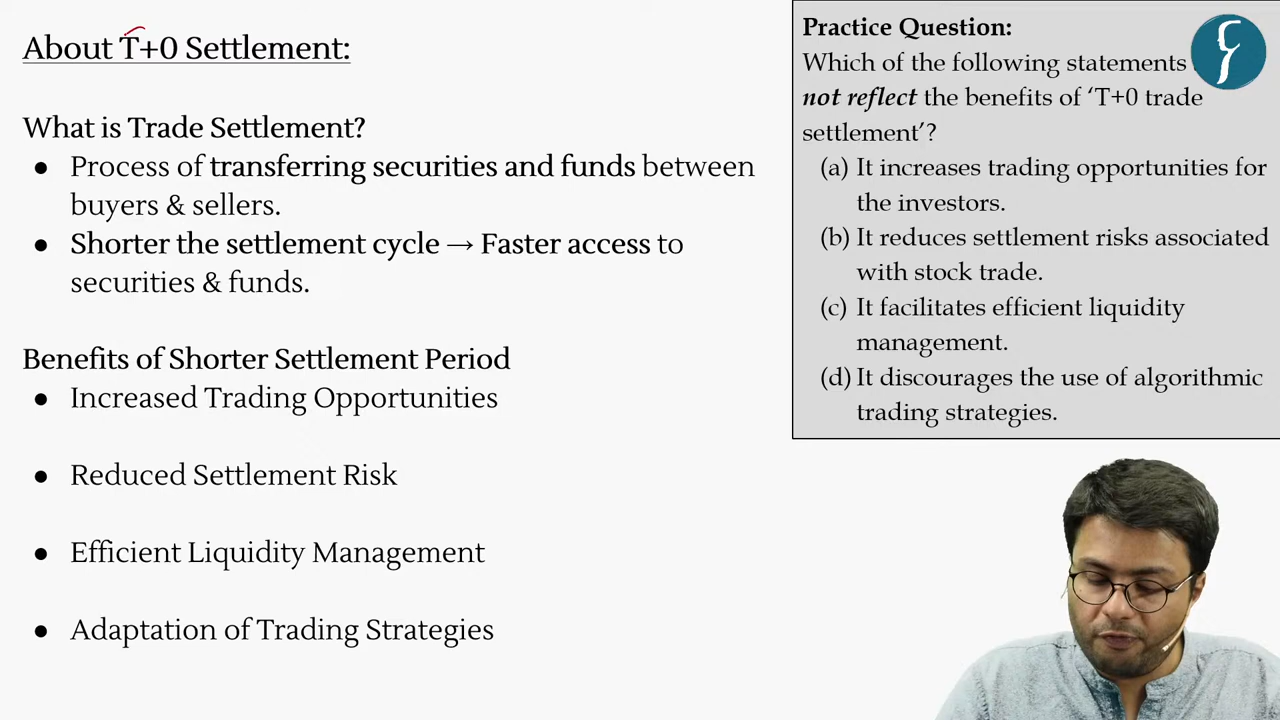 About T+0 Settlement:
What is Trade Settlement?
● Process of transferring securities and funds between
buyers & sellers.
● Shorter the settlement cycle → Faster access to
securities & funds.
Benefits of Shorter Settlement Period
● Increased Trading Opportunities
● Reduced Settlement Risk
● Efficient Liquidity Management
● Adaptation of Trading Strategies
Practice Question:
Which of the following statements
not reflect the benefits of ‘T+0 trade
settlement’?
(a) It increases trading opportunities for
the investors.
(b) It reduces settlement risks associated
with stock trade.
(c) It facilitates efficient liquidity
management.
(d) It discourages the use of algorithmic
trading strategies.